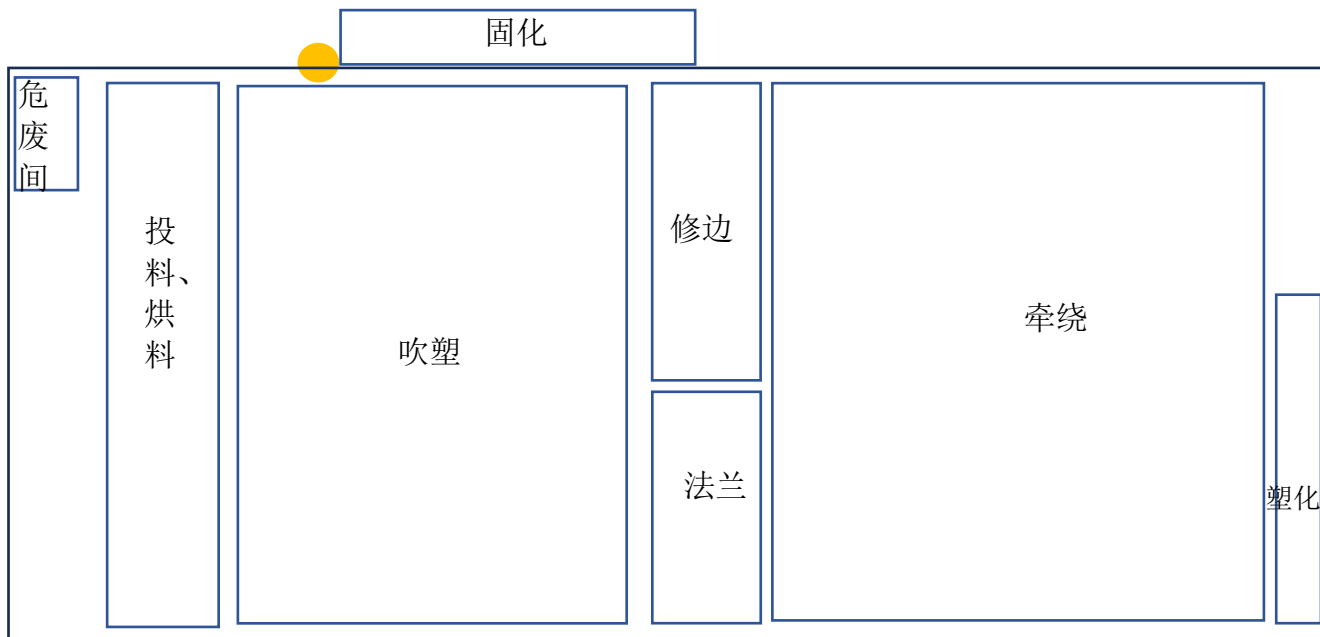 固化
危
废
间
投
料、
烘
料
吹塑
修边
法兰
牵绕
塑化